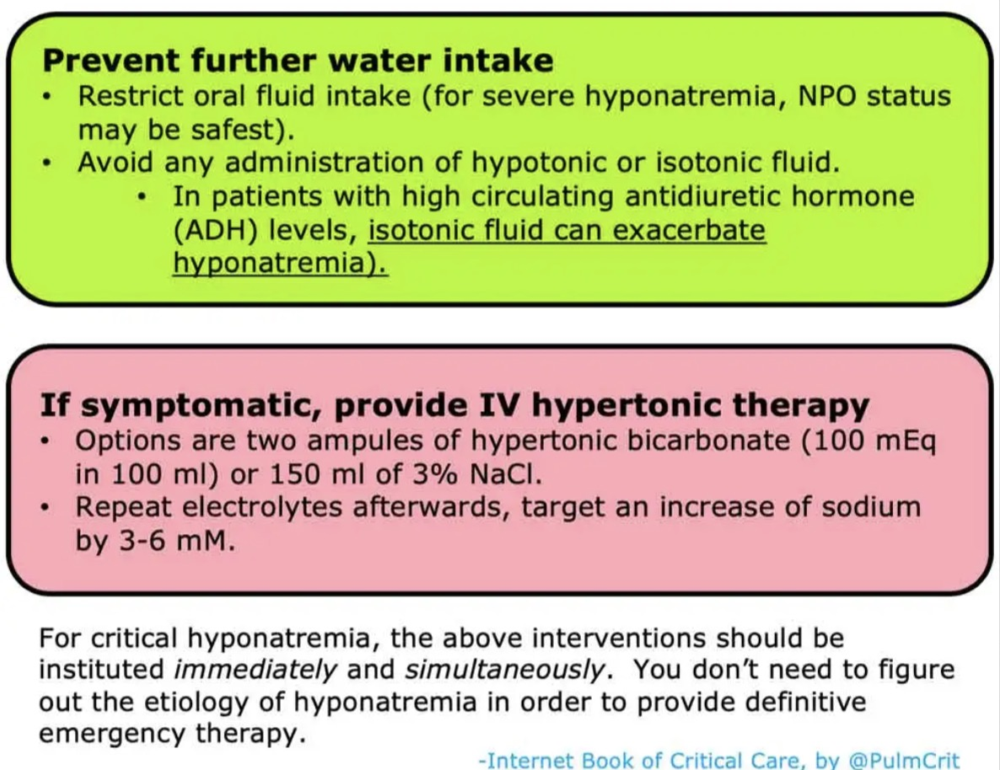 Prevent further water intake
• Restrict oral fluid intake (for severe hyponatremia, NPO status
may be safest).
• Avoid any administration of hypotonic or isotonic fluid.
• In patients with high circulating antidiuretic hormone
(ADH) levels, isotonic fluid can exacerbate
hyponatremia).
If symptomatic, provide IV hypertonic therapy
• Options are two ampules of hypertonic bicarbonate (100 mEq
in 100 ml) or 150 ml of 3% NaCl.
• Repeat electrolytes afterwards, target an increase of sodium
by 3-6 mM.
For critical hyponatremia, the above interventions should be
instituted immediately and simultaneously. You don't need to figure
out the etiology of hyponatremia in order to provide definitive
emergency therapy.
-Internet Book of Critical Care, by @PulmCrit